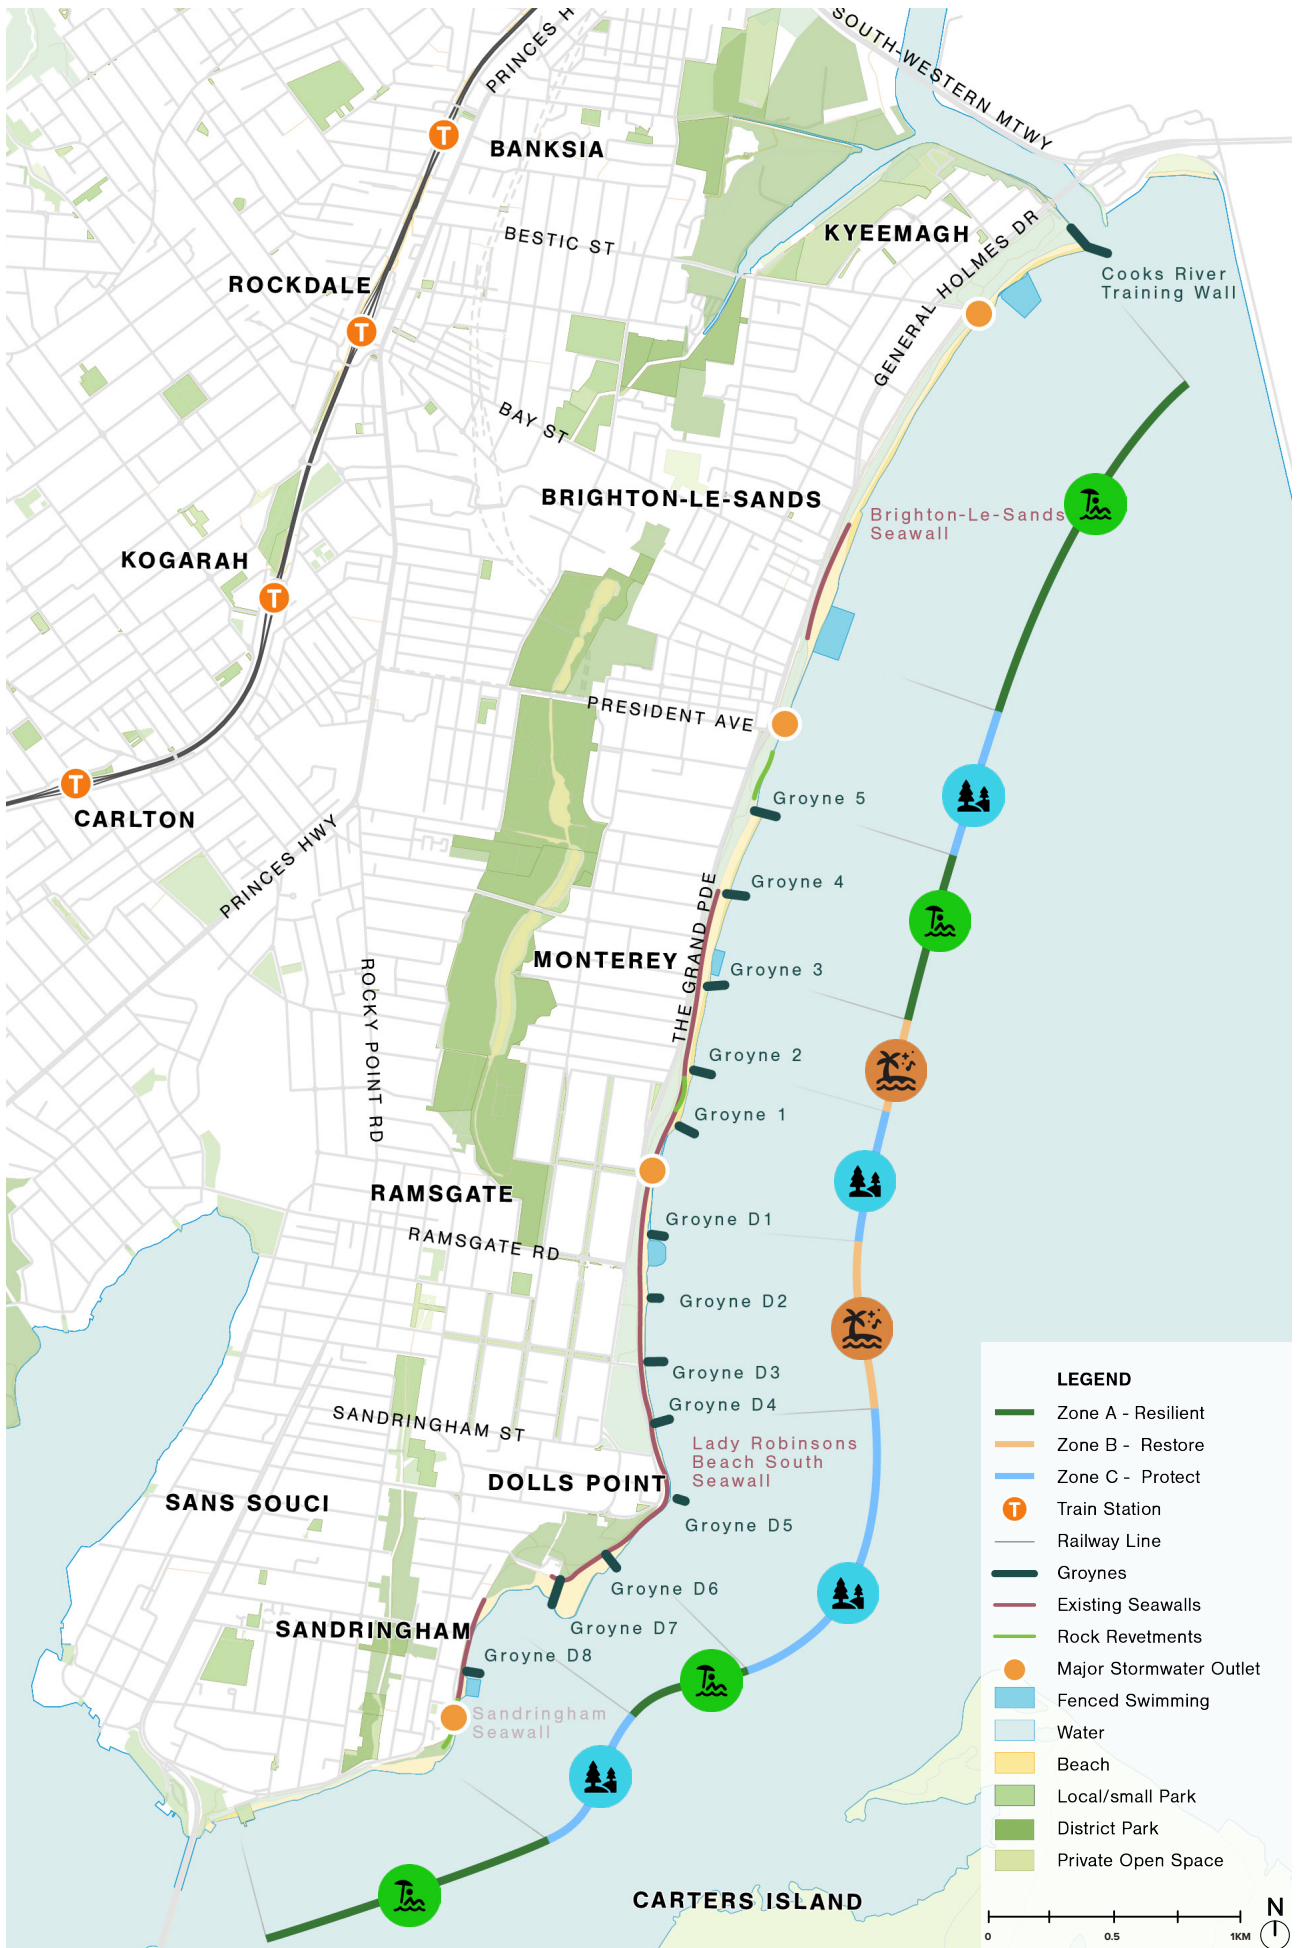 PRINCES H
SOUTH-WESTERN MTWY
T
BANKSIA
BESTIC ST
KYEEMAGH
GENERAL HOLMES DR
Cooks River
Training Wall
ROCKDALE
T
BAY ST
BRIGHTON-LE-SANDS
Brighton-Le-Sands
Seawall
KOGARAH
T
PRESIDENT AVE
T
CARLTON
Groyne 5
PRINCES HWY
Groyne 4
THE GRAND PDE
MONTEREY
Groyne 3
ROCKY POINT RD
Groyne 2
Groyne 1
RAMSGATE
Groyne D1
RAMSGATE RD
Groyne D2
Groyne D3
Groyne D4
SANDRINGHAM ST
Lady Robinsons
Beach South
Seawall
DOLLS POINT
SANS SOUCI
Groyne D5
Groyne D6
SANDRINGHAM
Groyne D7
Groyne D8
Sandringham
Seawall
CARTERS ISLAND
LEGEND
Zone A - Resilient
Zone B - Restore
Zone C - Protect
T Train Station
Railway Line
Groynes
Existing Seawalls
Rock Revetments
Major Stormwater Outlet
Fenced Swimming
Water
Beach
Local/small Park
District Park
Private Open Space
N
0 0.5 1KM